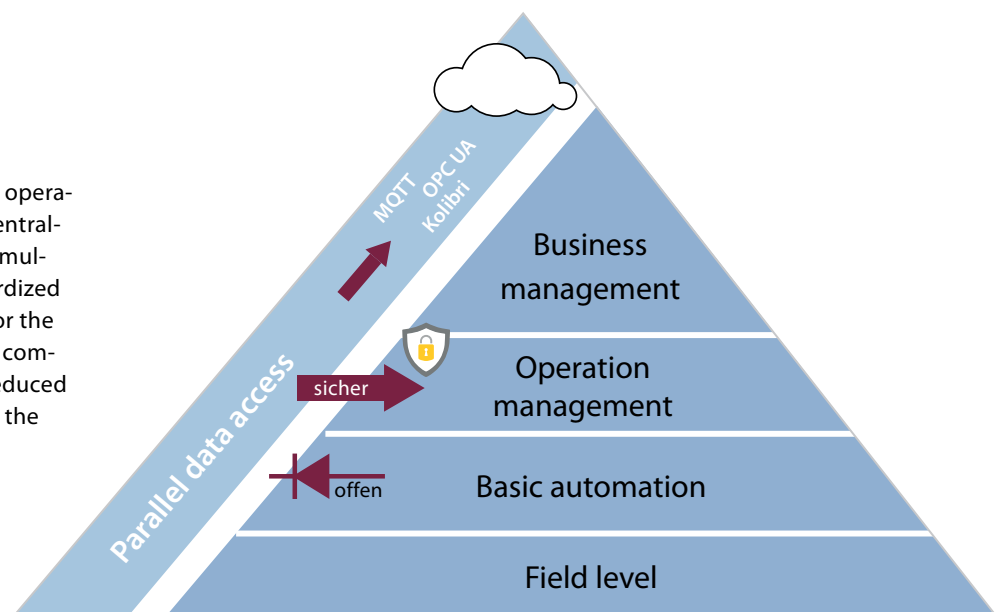 opera-
entral-
mul-
rdized
or the
com-
educed
the
MQTT
OPC UA
Kolibri
Parallel data access
Business
management
sicher
Operation
management
offen
Basic automation
Field level